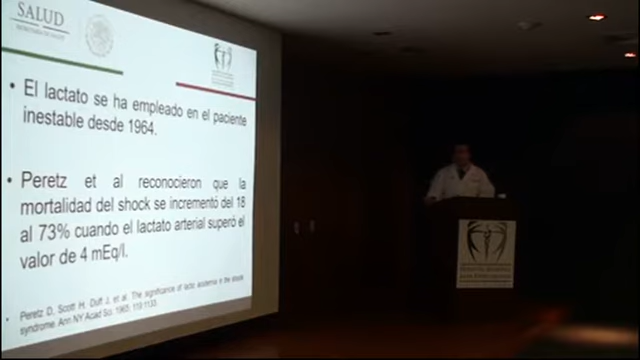 SALUD
SECRETARÍA DE SALUD
• El lactato se ha empleado en el paciente
inestable desde 1964.
• Peretz et al reconocieron que la
mortalidad del shock se incrementó del 18
al 73% cuando el lactato arterial superó el
valor de 4 mEq/l.
• Peretz D, Scott H, Duff J, et al. The significance of lacto acidemia in the shock
syndrome. Ann NY Acad Sci. 1965; 119:1133.